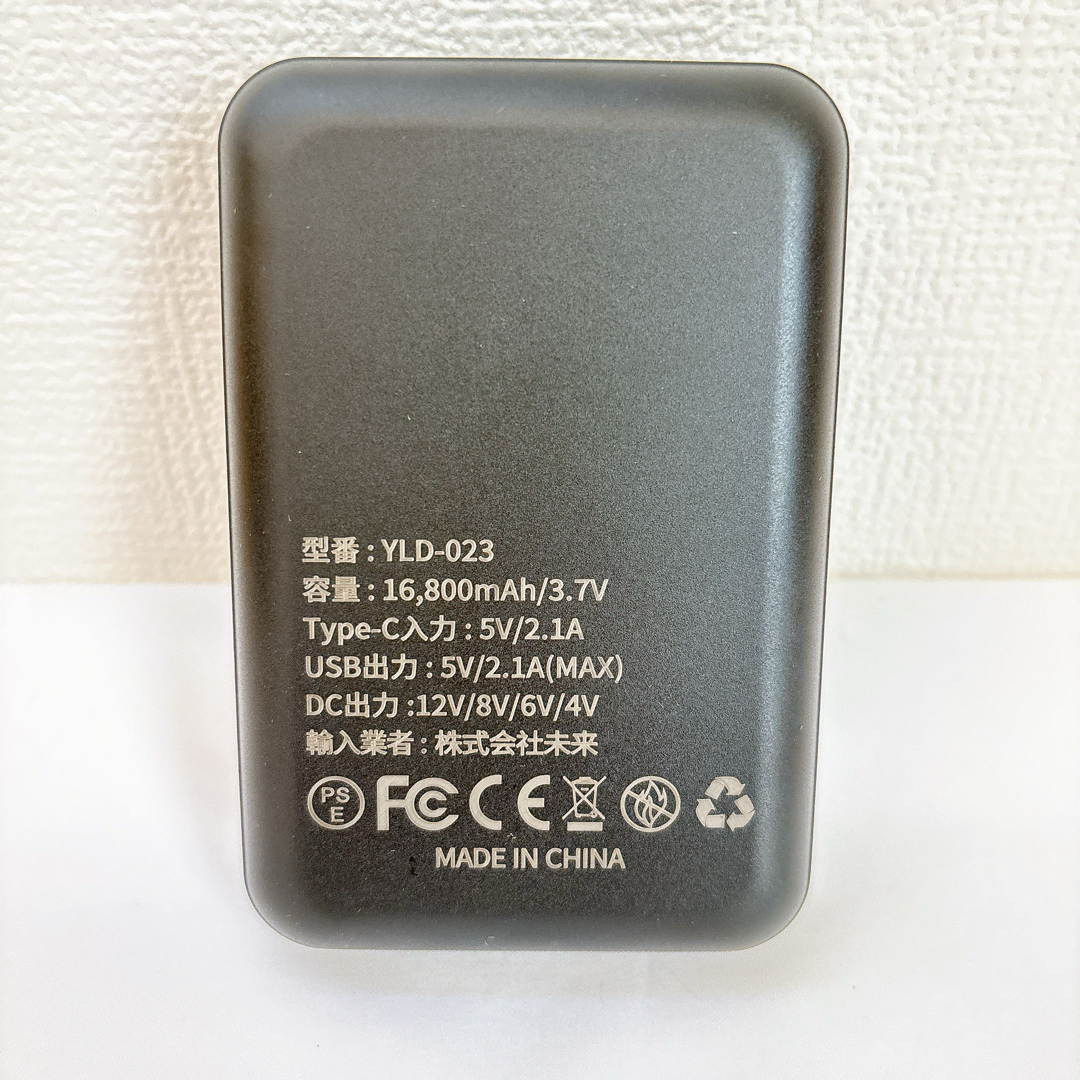 型番 : YLD-023
容量 : 16,800mAh/3.7V
Type-C入力 : 5V/2.1A
USB出力 : 5V/2.1A(MAX)
DC出力 :12V/8V/6V/4V
輸入業者 : 株式会社未来
PS E FC CE
MADE IN CHINA